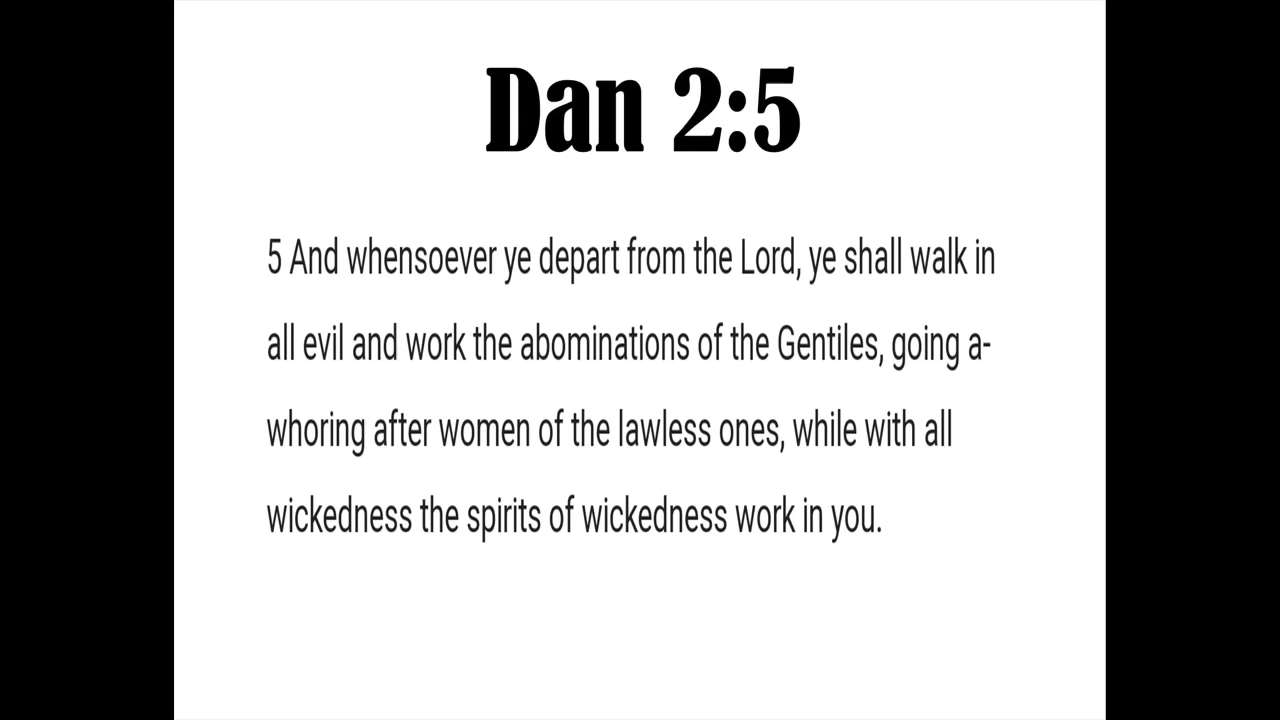 Dan 2:5
5 And whensoever ye depart from the Lord, ye shall walk in
all evil and work the abominations of the Gentiles, going a-
whoring after women of the lawless ones, while with all
wickedness the spirits of wickedness work in you.